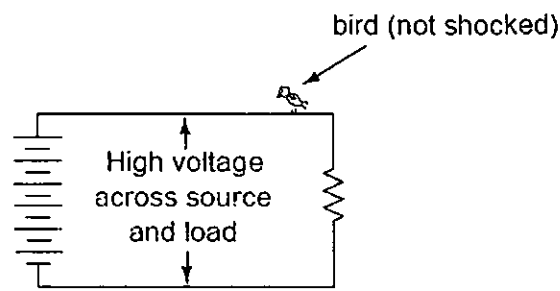 bird (not shocked)
High voltage
across source
and load